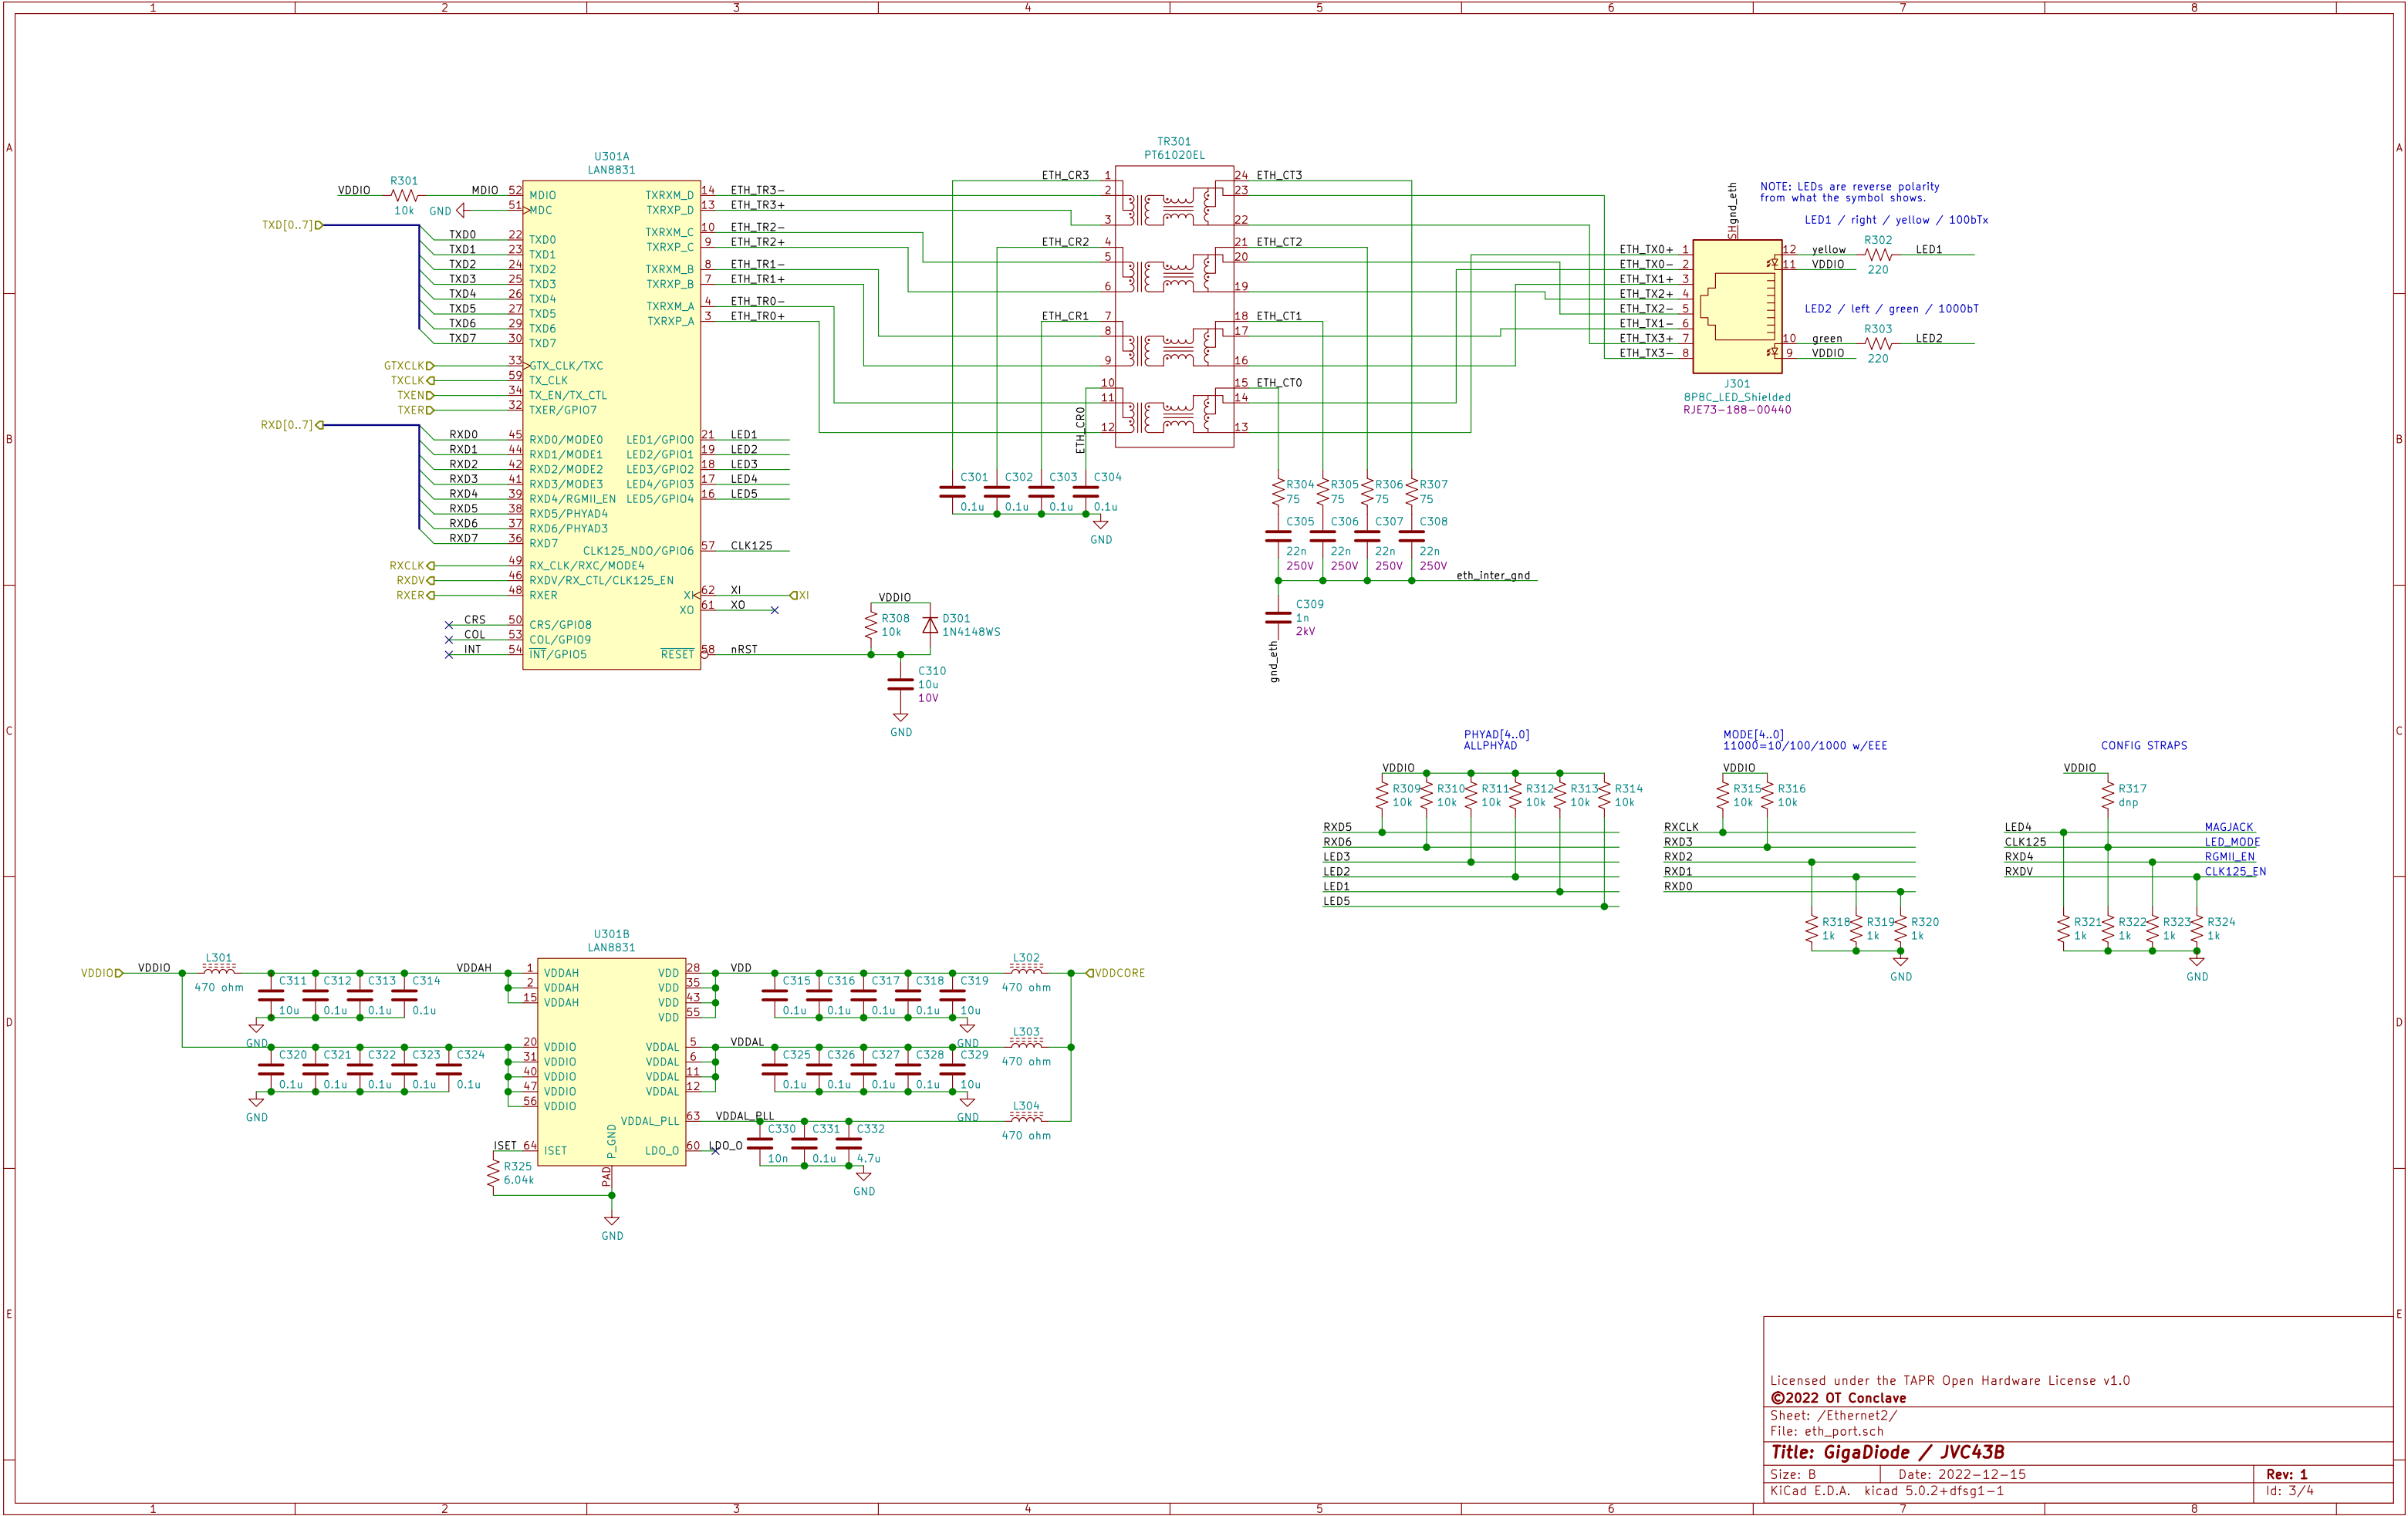 1 2 3 4 5 6 7 8
A A
B B
C C
D D
E E
U301A
LAN8831
VDDIO R301 10k MDIO 52 MDIO
GND 51 MDC
TXD[0..7]
TXD0 22 TXD0
TXD1 23 TXD1
TXD2 24 TXD2
TXD3 25 TXD3
TXD4 26 TXD4
TXD5 27 TXD5
TXD6 29 TXD6
TXD7 30 TXD7
GTXCLK 33 GTX_CLK/TXC
TXCLK 59 TX_CLK
TXEN 34 TX_EN/TX_CTL
TXER 32 TXER/GPIO7
RXD[0..7]
RXD0 45 RXD0/MODE0
RXD1 44 RXD1/MODE1
RXD2 42 RXD2/MODE2
RXD3 41 RXD3/MODE3
RXD4 39 RXD4/RGMII_EN
RXD5 38 RXD5/PHYAD4
RXD6 37 RXD6/PHYAD3
RXD7 36 RXD7
RXCLK 49 RX_CLK/RXC/MODE4
RXDV 46 RXDV/RX_CTL/CLK125_EN
RXER 48 RXER
CRS 50 CRS/GPIO8
COL 53 COL/GPIO9
INT 54 INT/GPIO5
TXRXM_D 14 ETH_TR3-
TXRXP_D 13 ETH_TR3+
TXRXM_C 10 ETH_TR2-
TXRXP_C 9 ETH_TR2+
TXRXM_B 8 ETH_TR1-
TXRXP_B 7 ETH_TR1+
TXRXM_A 4 ETH_TR0-
TXRXP_A 3 ETH_TR0+
LED1/GPIO0 21 LED1
LED2/GPIO1 19 LED2
LED3/GPIO2 18 LED3
LED4/GPIO3 17 LED4
LED5/GPIO4 16 LED5
CLK125_NDO/GPIO6 57 CLK125
XI 62 XI XI
XO 61 XO
RESET 58 nRST
VDDIO
R308 10k
D301 1N4148WS
C310 10u 10V
GND
TR301
PT61020EL
ETH_CR3 1 24 ETH_CT3
2 23
3 22
ETH_CR2 4 21 ETH_CT2
5 20
6 19
ETH_CR1 7 18 ETH_CT1
8 17
9 16
ETH_CR0 10 15 ETH_CT0
11 14
12 13
C301 C302 C303 C304
0.1u 0.1u 0.1u 0.1u
GND
R304 R305 R306 R307
75 75 75 75
C305 C306 C307 C308
22n 22n 22n 22n
250V 250V 250V 250V
eth_inter_gnd
C309
1n
2kV
gnd_eth
SH gnd_eth
NOTE: LEDs are reverse polarity
from what the symbol shows.
LED1 / right / yellow / 100bTx
ETH_TX0+ 1 12 yellow R302 220 LED1
ETH_TX0- 2 11 VDDIO
ETH_TX1+ 3
ETH_TX2+ 4
LED2 / left / green / 1000bT
ETH_TX2- 5
ETH_TX1- 6
ETH_TX3+ 7 10 green R303 220 LED2
ETH_TX3- 8 9 VDDIO
J301
8P8C_LED_Shielded
RJE73-188-00440
PHYAD[4..0]
ALLPHYAD
VDDIO
R309 R310 R311 R312 R313 R314
10k 10k 10k 10k 10k 10k
RXD5
RXD6
LED3
LED2
LED1
LED5
MODE[4..0]
11000=10/100/1000 w/EEE
VDDIO
R315 R316
10k 10k
RXCLK
RXD3
RXD2
RXD1
RXD0
R318 R319 R320
1k 1k 1k
GND
CONFIG STRAPS
VDDIO
R317
dnp
LED4 MAGJACK
CLK125 LED_MODE
RXD4 RGMII_EN
RXDV CLK125_EN
R321 R322 R323 R324
1k 1k 1k 1k
GND
U301B
LAN8831
VDDIO VDDIO L301 470 ohm VDDAH
C311 C312 C313 C314
10u 0.1u 0.1u 0.1u
GND
C320 C321 C322 C323 C324
0.1u 0.1u 0.1u 0.1u 0.1u
GND
1 VDDAH
2 VDDAH
15 VDDAH
20 VDDIO
31 VDDIO
40 VDDIO
47 VDDIO
56 VDDIO
ISET 64 ISET
R325
6.04k
P_GND
PAD
GND
VDD 28 VDD
VDD 35
VDD 43
VDD 55
VDDAL 5 VDDAL
VDDAL 6
VDDAL 11
VDDAL 12
VDDAL_PLL 63 VDDAL_PLL
LDO_O 60 LDO_O
C315 C316 C317 C318 C319
0.1u 0.1u 0.1u 0.1u 10u
GND
L302
470 ohm
VDDCORE
C325 C326 C327 C328 C329
0.1u 0.1u 0.1u 0.1u 10u
GND
L303
470 ohm
C330 C331 C332
10n 0.1u 4.7u
GND
L304
470 ohm
Licensed under the TAPR Open Hardware License v1.0
©2022 OT Conclave
Sheet: /Ethernet2/
File: eth_port.sch
Title: GigaDiode / JVC43B
Size: B Date: 2022-12-15 Rev: 1
KiCad E.D.A. kicad 5.0.2+dfsg1-1 Id: 3/4
1 2 3 4 5 6 7 8